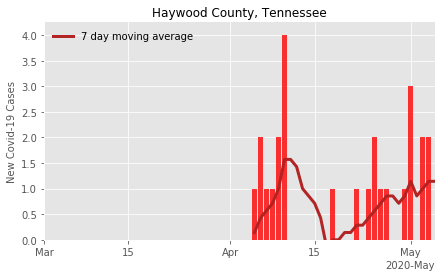 Haywood County, Tennessee
7 day moving average
New Covid-19 Cases
4.0
3.5
3.0
2.5
2.0
1.5
1.0
0.5
0.0
Mar 15 Apr 15 May
2020-May